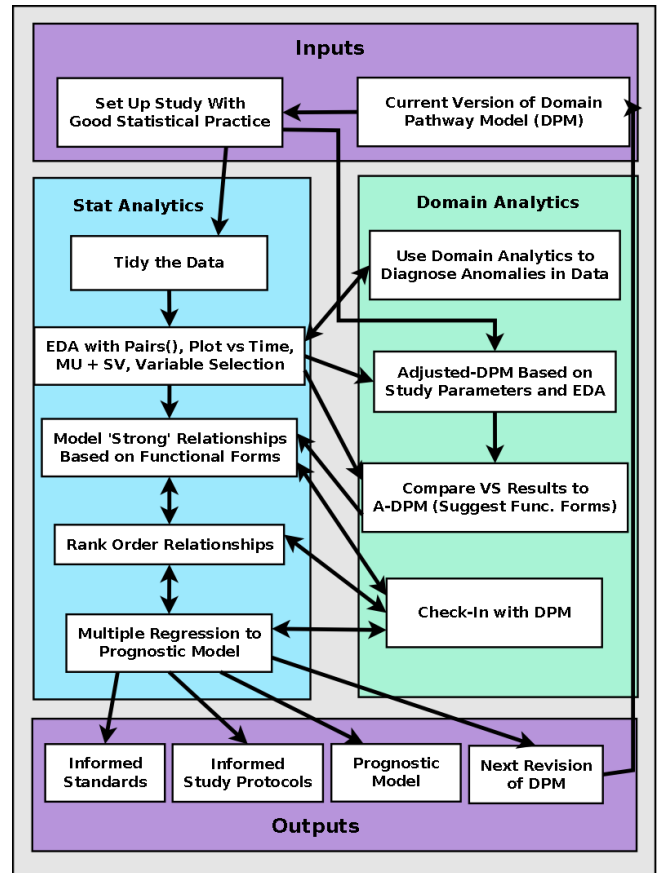 Inputs
Set Up Study With
Good Statistical Practice
Current Version of Domain
Pathway Model (DPM)
Stat Analytics
Domain Analytics
Tidy the Data
Use Domain Analytics to
Diagnose Anomalies in Data
EDA with Pairs(), Plot vs Time,
MU + SV, Variable Selection
Adjusted-DPM Based on
Study Parameters and EDA
Model 'Strong' Relationships
Based on Functional Forms
Compare VS Results to
A-DPM (Suggest Func. Forms)
Rank Order Relationships
Check-In with DPM
Multiple Regression to
Prognostic Model
Informed
Standards
Informed
Study Protocols
Prognostic
Model
Next Revision
of DPM
Outputs